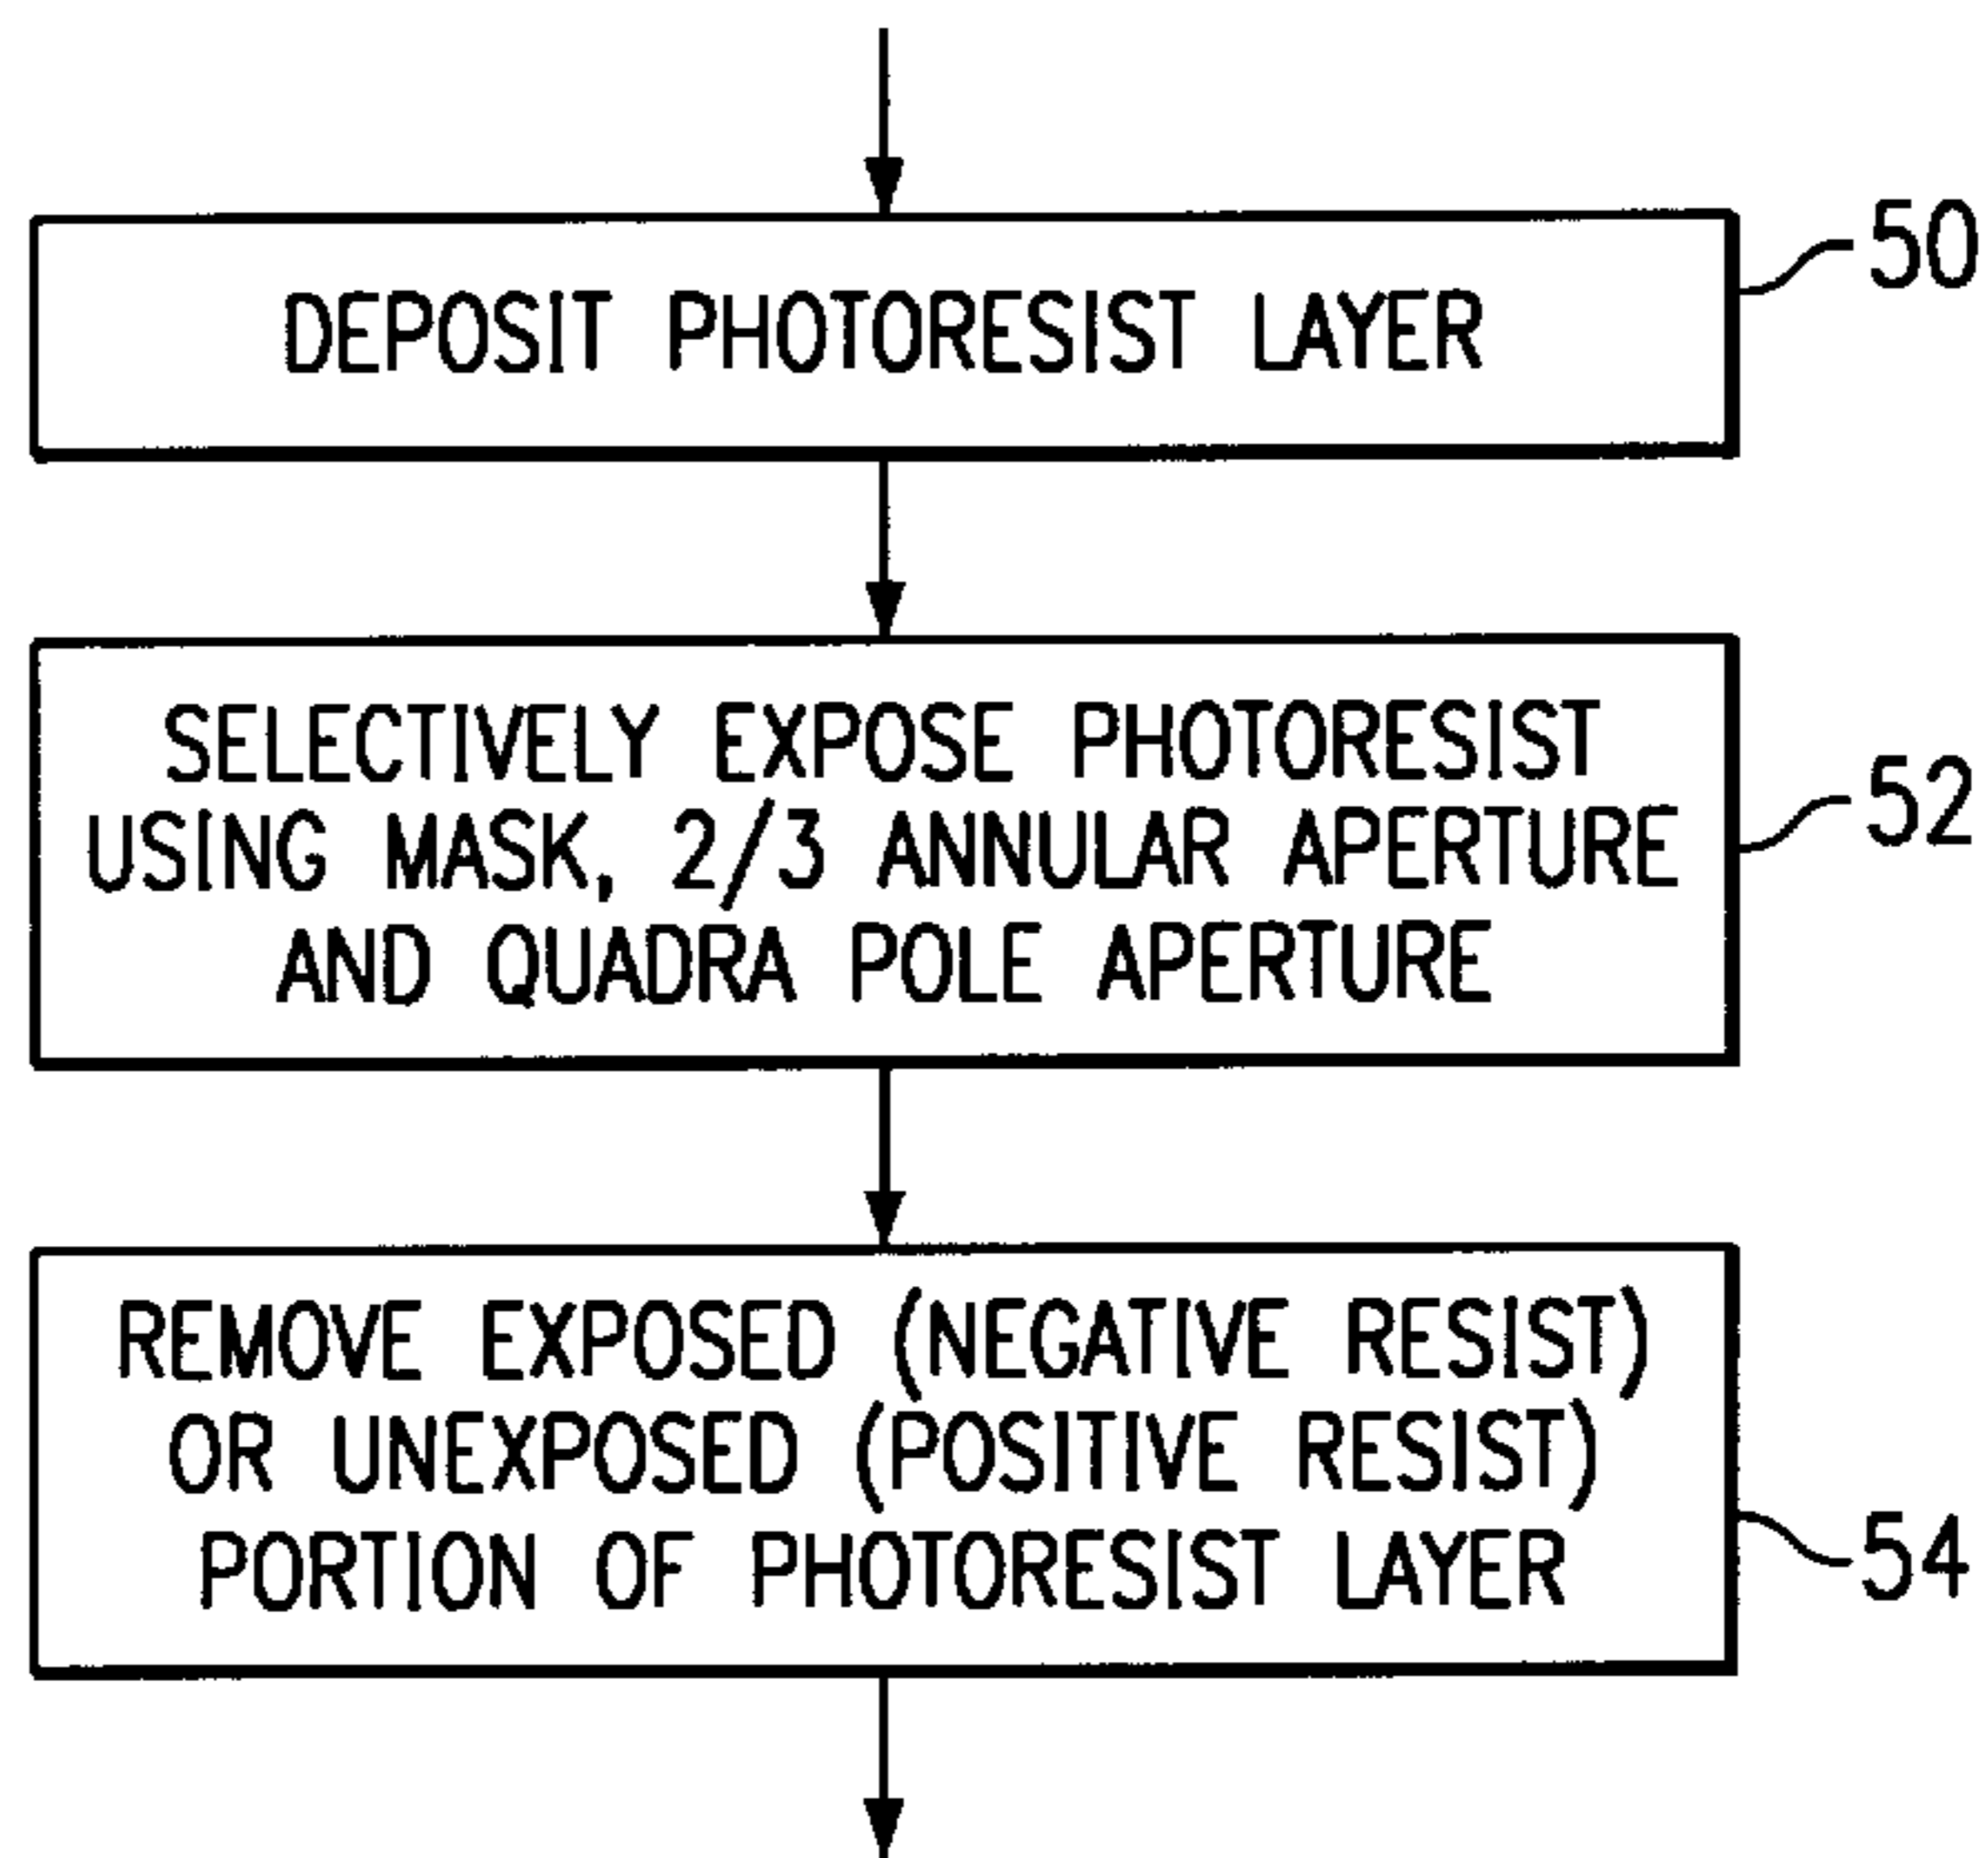 DEPOSIT PHOTORESIST LAYER
50
SELECTIVELY EXPOSE PHOTORESIST
USING MASK, 2/3 ANNULAR APERTURE
AND QUADRA POLE APERTURE
52
REMOVE EXPOSED (NEGATIVE RESIST)
OR UNEXPOSED (POSITIVE RESIST)
PORTION OF PHOTORESIST LAYER
54